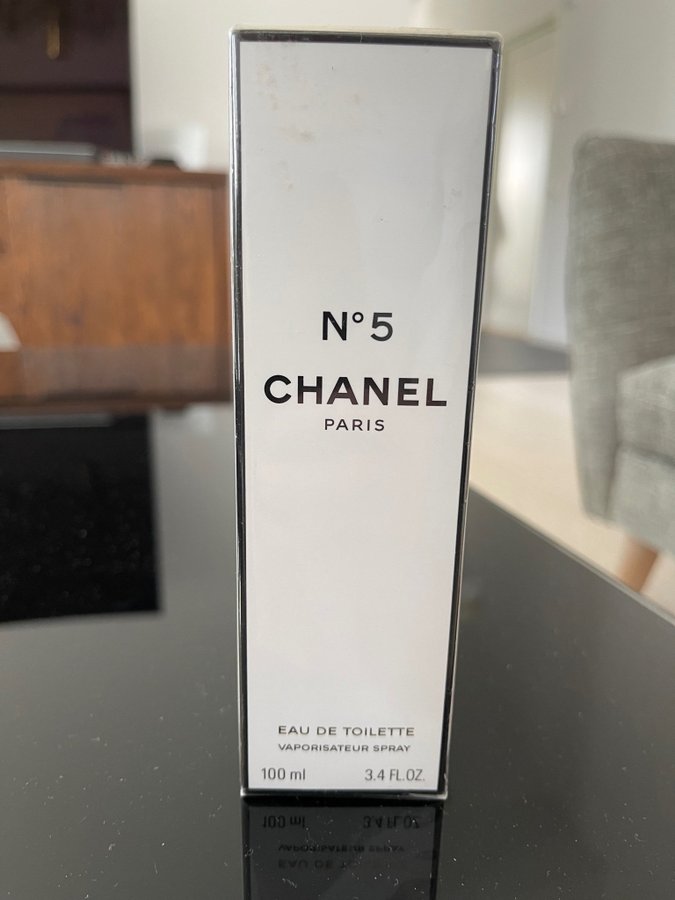 N°5
CHANEL
PARIS
EAU DE TOILETTE
VAPORISATEUR SPRAY
100 ml 3.4 FL.OZ.